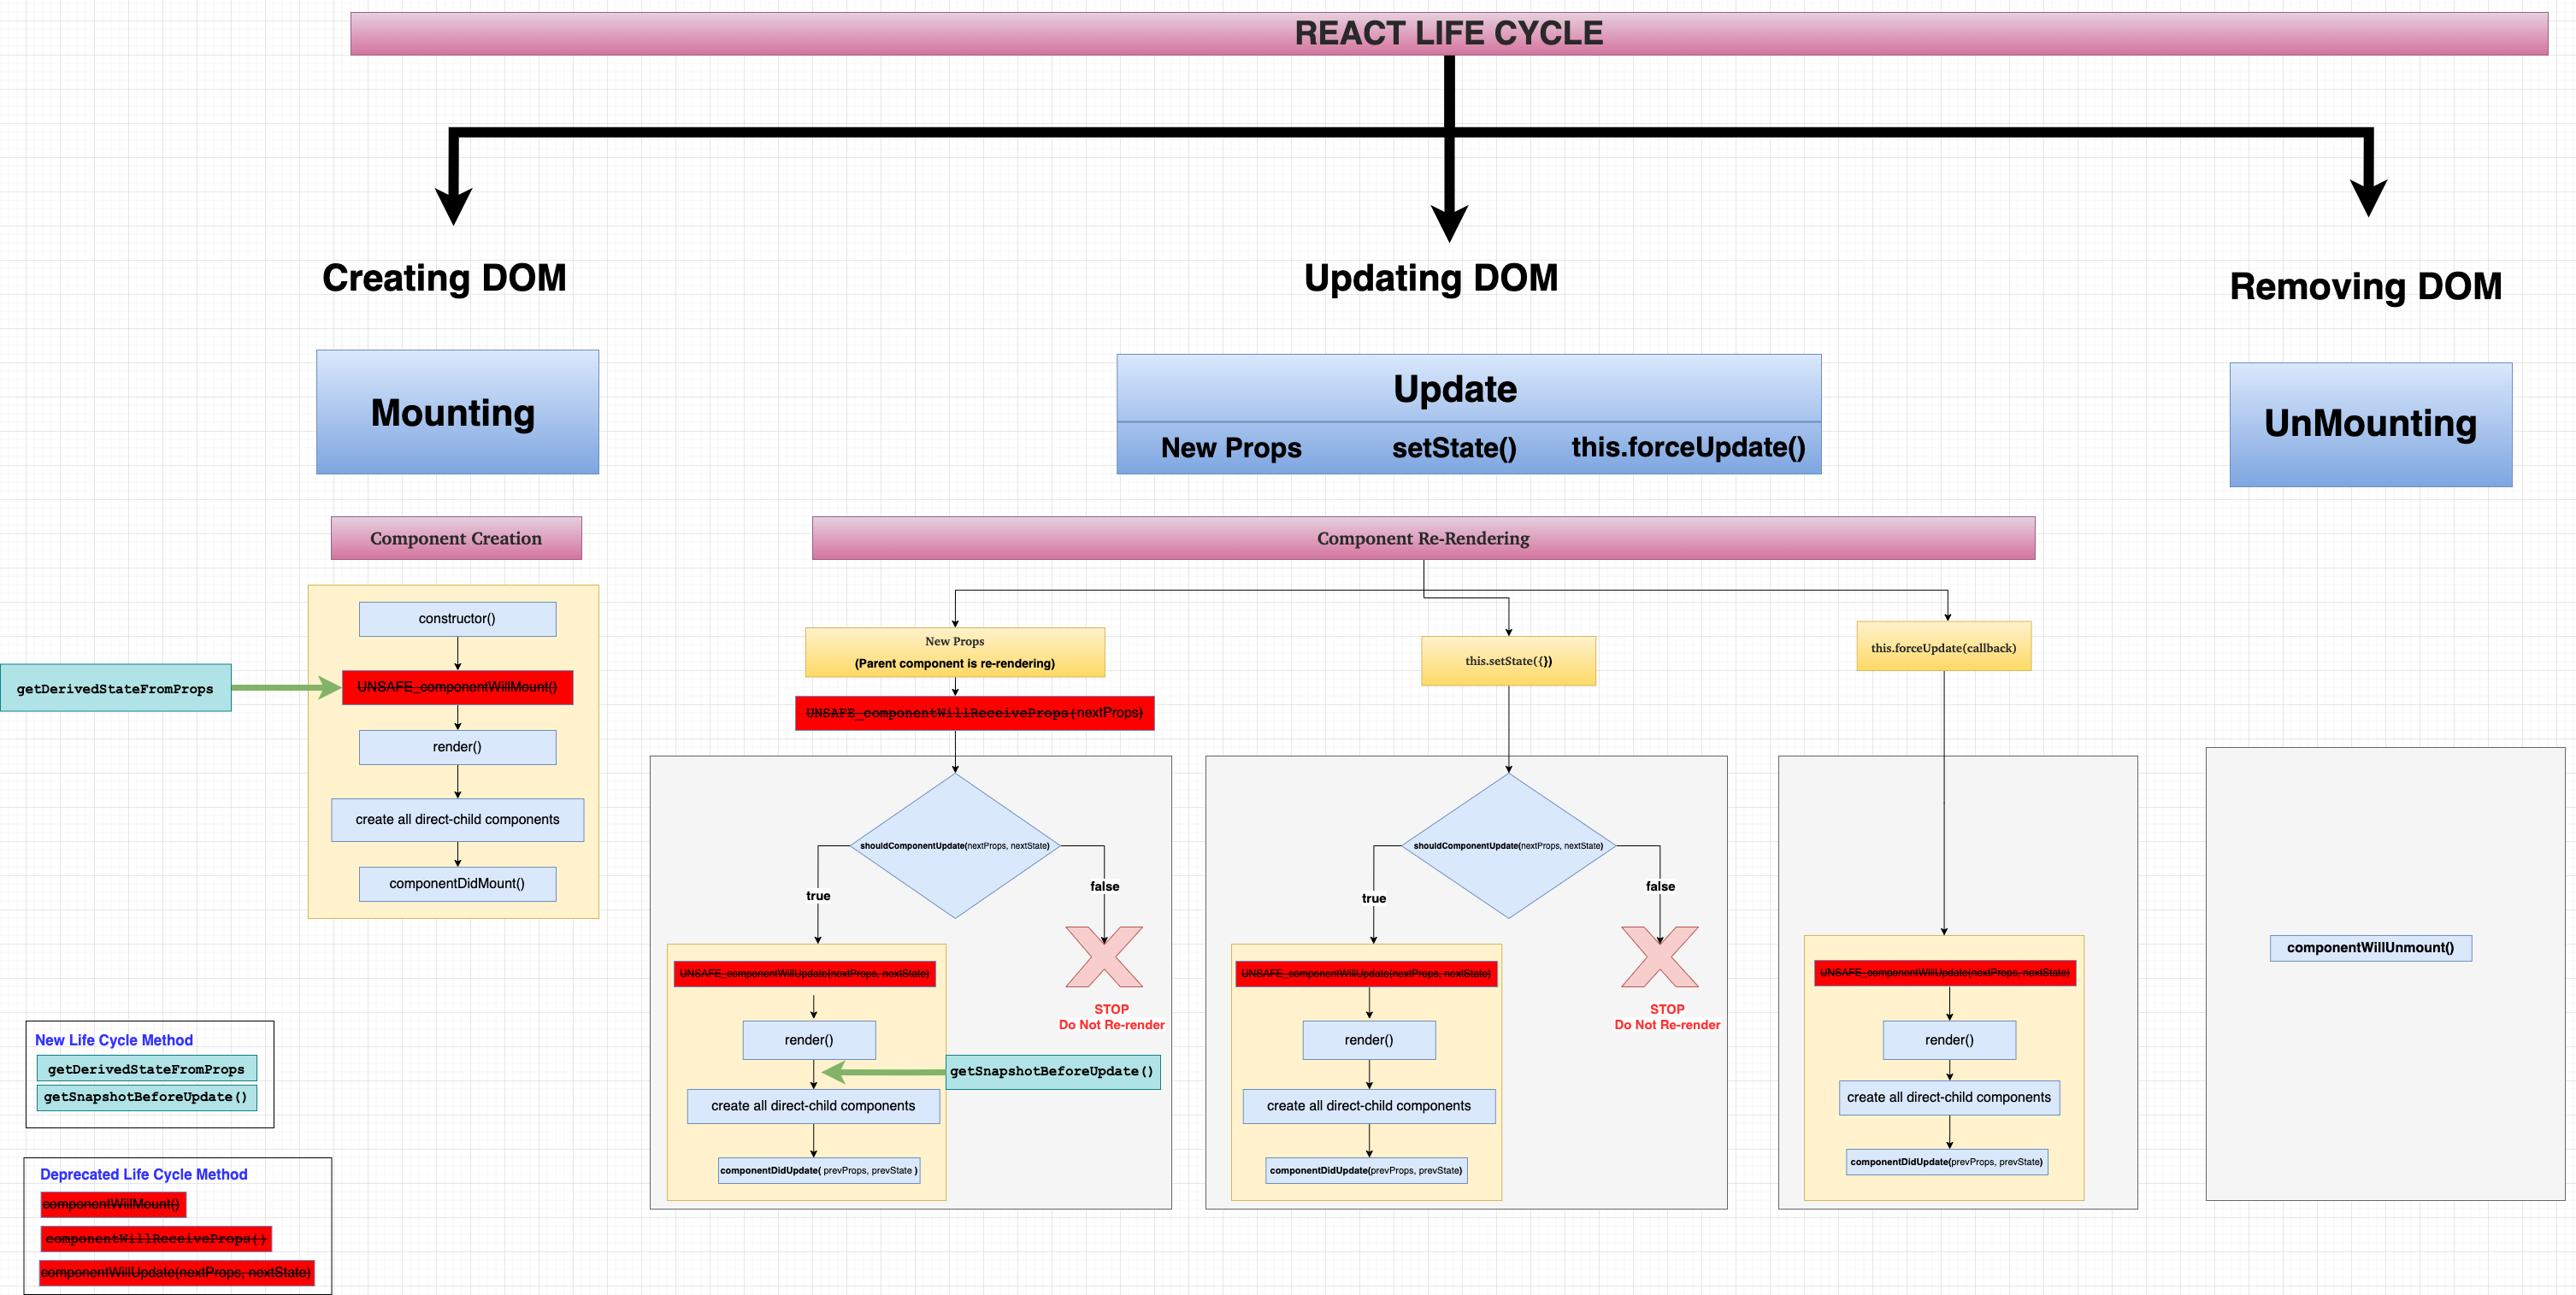 REACT LIFE CYCLE
Creating DOM
Updating DOM
Removing DOM
Mounting
Update
New Props
setState()
this.forceUpdate()
UnMounting
Component Creation
constructor()
getDerivedStateFromProps
UNSAFE_componentWillMount()
render()
create all direct-child components
componentDidMount()
Component Re-Rendering
New Props
(Parent component is re-rendering)
UNSAFE_componentWillReceiveProps(nextProps)
shouldComponentUpdate(nextProps, nextState)
true
false
STOP
Do Not Re-render
UNSAFE_componentWillUpdate(nextProps, nextState)
render()
getSnapshotBeforeUpdate()
create all direct-child components
componentDidUpdate( prevProps, prevState )
this.setState({})
shouldComponentUpdate(nextProps, nextState)
true
false
STOP
Do Not Re-render
UNSAFE_componentWillUpdate(nextProps, nextState)
render()
create all direct-child components
componentDidUpdate(prevProps, prevState)
this.forceUpdate(callback)
UNSAFE_componentWillUpdate(nextProps, nextState)
render()
create all direct-child components
componentDidUpdate(prevProps, prevState)
componentWillUnmount()
New Life Cycle Method
getDerivedStateFromProps
getSnapshotBeforeUpdate()
Deprecated Life Cycle Method
componentWillMount()
componentWillReceiveProps()
componentWillUpdate(nextProps, nextState)